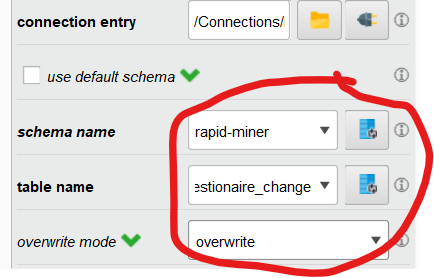 connection entry /Connections/
use default schema
schema name rapid-miner
table name estionaire_change
overwrite mode overwrite